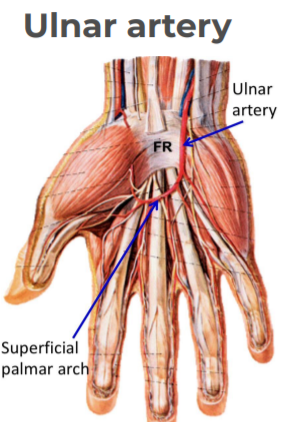 Ulnar artery
Ulnar
artery
FR
Superficial
palmar arch